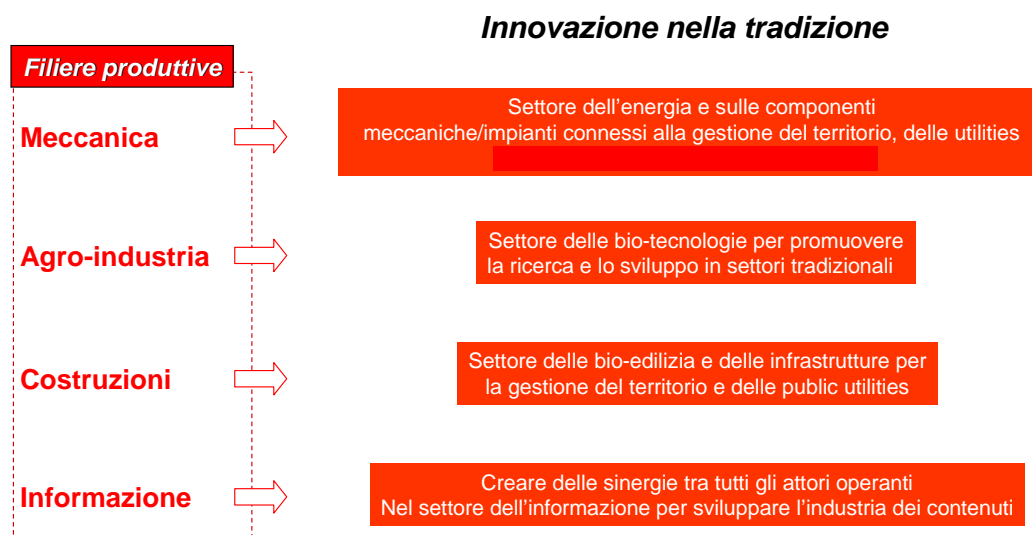 Innovazione nella tradizione
Filiere produttive
Meccanica
Settore dell'energia e sulle componenti
meccaniche/impianti connessi alla gestione del territorio, delle utilities
Agro-industria
Settore delle bio-tecnologie per promuovere
la ricerca e lo sviluppo in settori tradizionali
Costruzioni
Settore delle bio-edilizia e delle infrastrutture per
la gestione del territorio e delle public utilities
Informazione
Creare delle sinergie tra tutti gli attori operanti
Nel settore dell'informazione per sviluppare l'industria dei contenuti